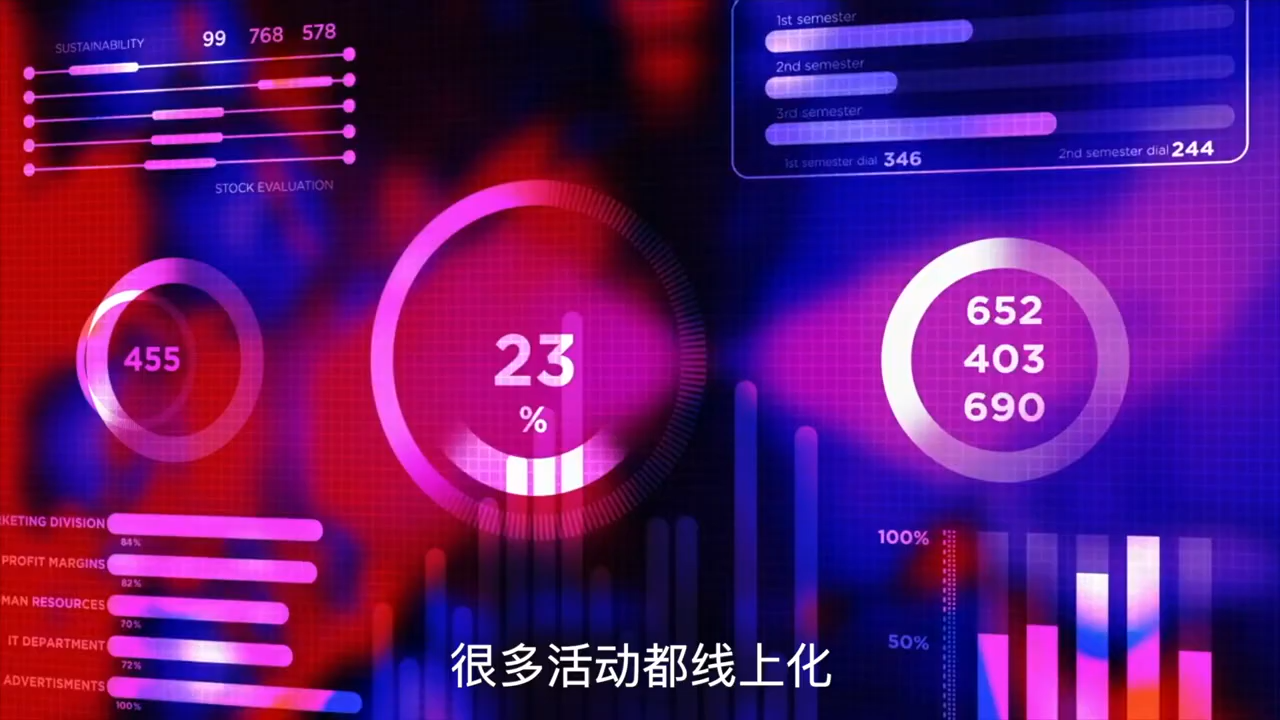 SUSTAINABILITY 99 768 578
STOCK EVALUATION
1st semester
2nd semester
3rd semester
1st semester dial 346
2nd semester dial 244
455
23
%
652
403
690
KETING DIVISION
84%
PROFIT MARGINS
82%
MAN RESOURCES
70%
IT DEPARTMENT
72%
ADVERTISMENTS
100%
100%
50%
很多活动都线上化